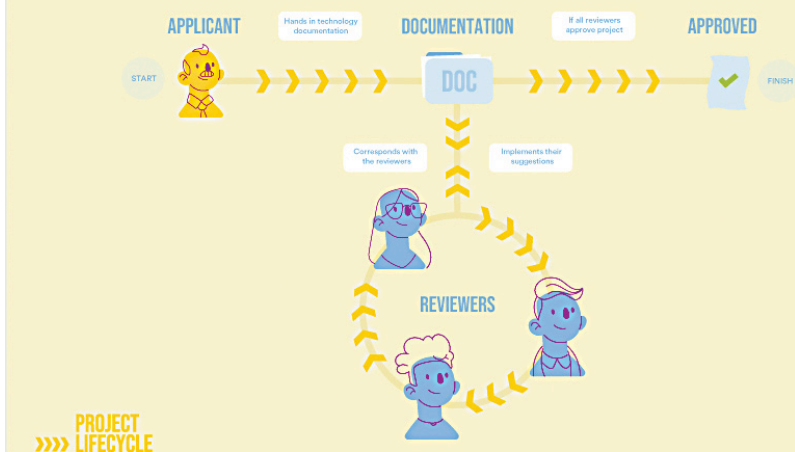 APPLICANT
Hands in technology
documentation
DOCUMENTATION
If all reviewers
approve project
APPROVED
START
DOC
FINISH
Corresponds with
the reviewers
Implements their
suggestions
REVIEWERS
PROJECT
LIFECYCLE